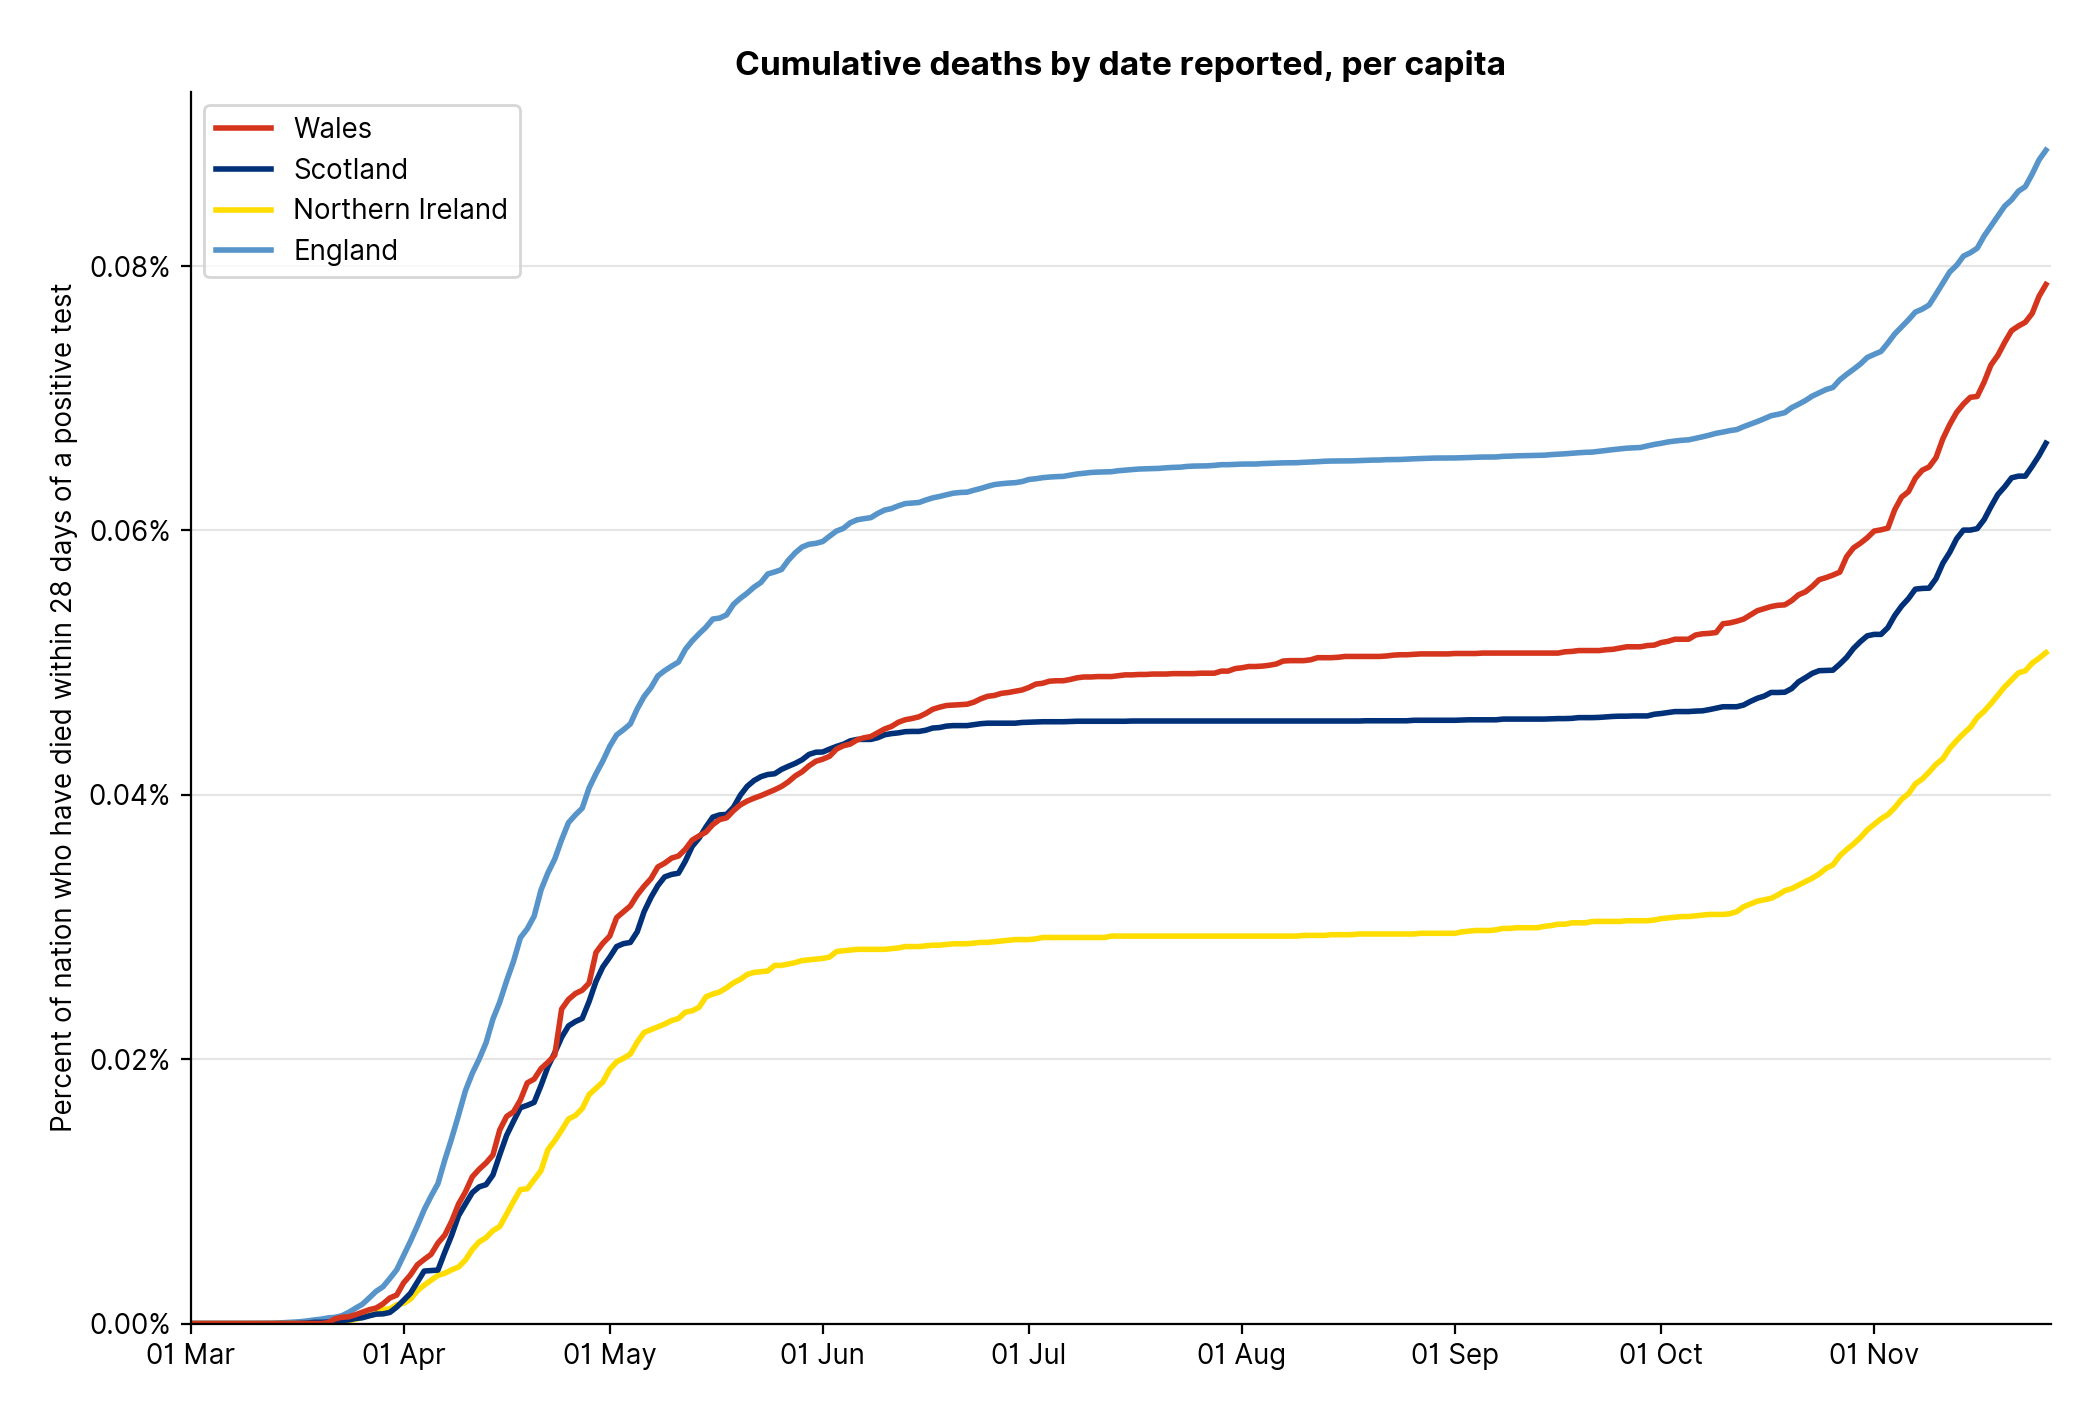 Cumulative deaths by date reported, per capita
Wales
Scotland
Northern Ireland
England
Percent of nation who have died within 28 days of a positive test
0.08%
0.06%
0.04%
0.02%
0.00%
01 Mar
01 Apr
01 May
01 Jun
01 Jul
01 Aug
01 Sep
01 Oct
01 Nov